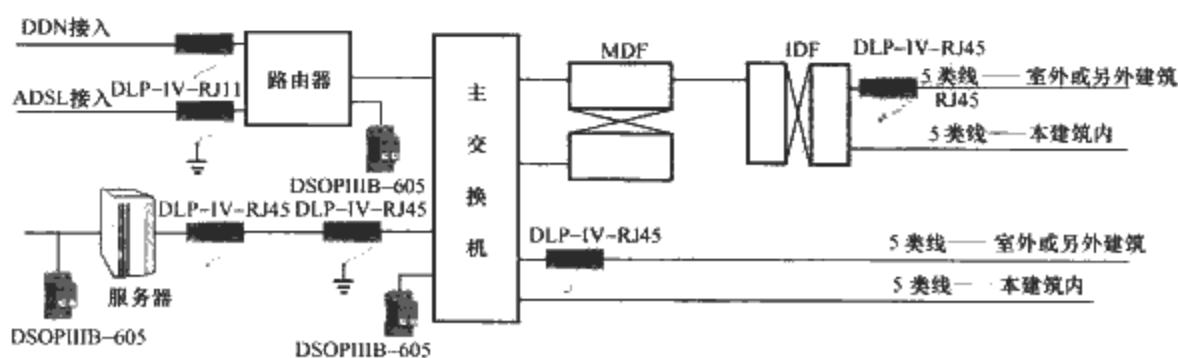 DDN接入
DLP-IV-RJ11
ADSL接入
路由器
DSOPIIIB-605
主交换机
MDF
IDF
DLP-IV-RJ45
5 类线——室外或另外建筑
RJ45
5 类线——本建筑内
DLP-IV-RJ45
DLP-IV-RJ45
服务器
DSOPIIIB-605
DSOPIIIB-605
DLP-IV-RJ45
5 类线——室外或另外建筑
5 类线——本建筑内